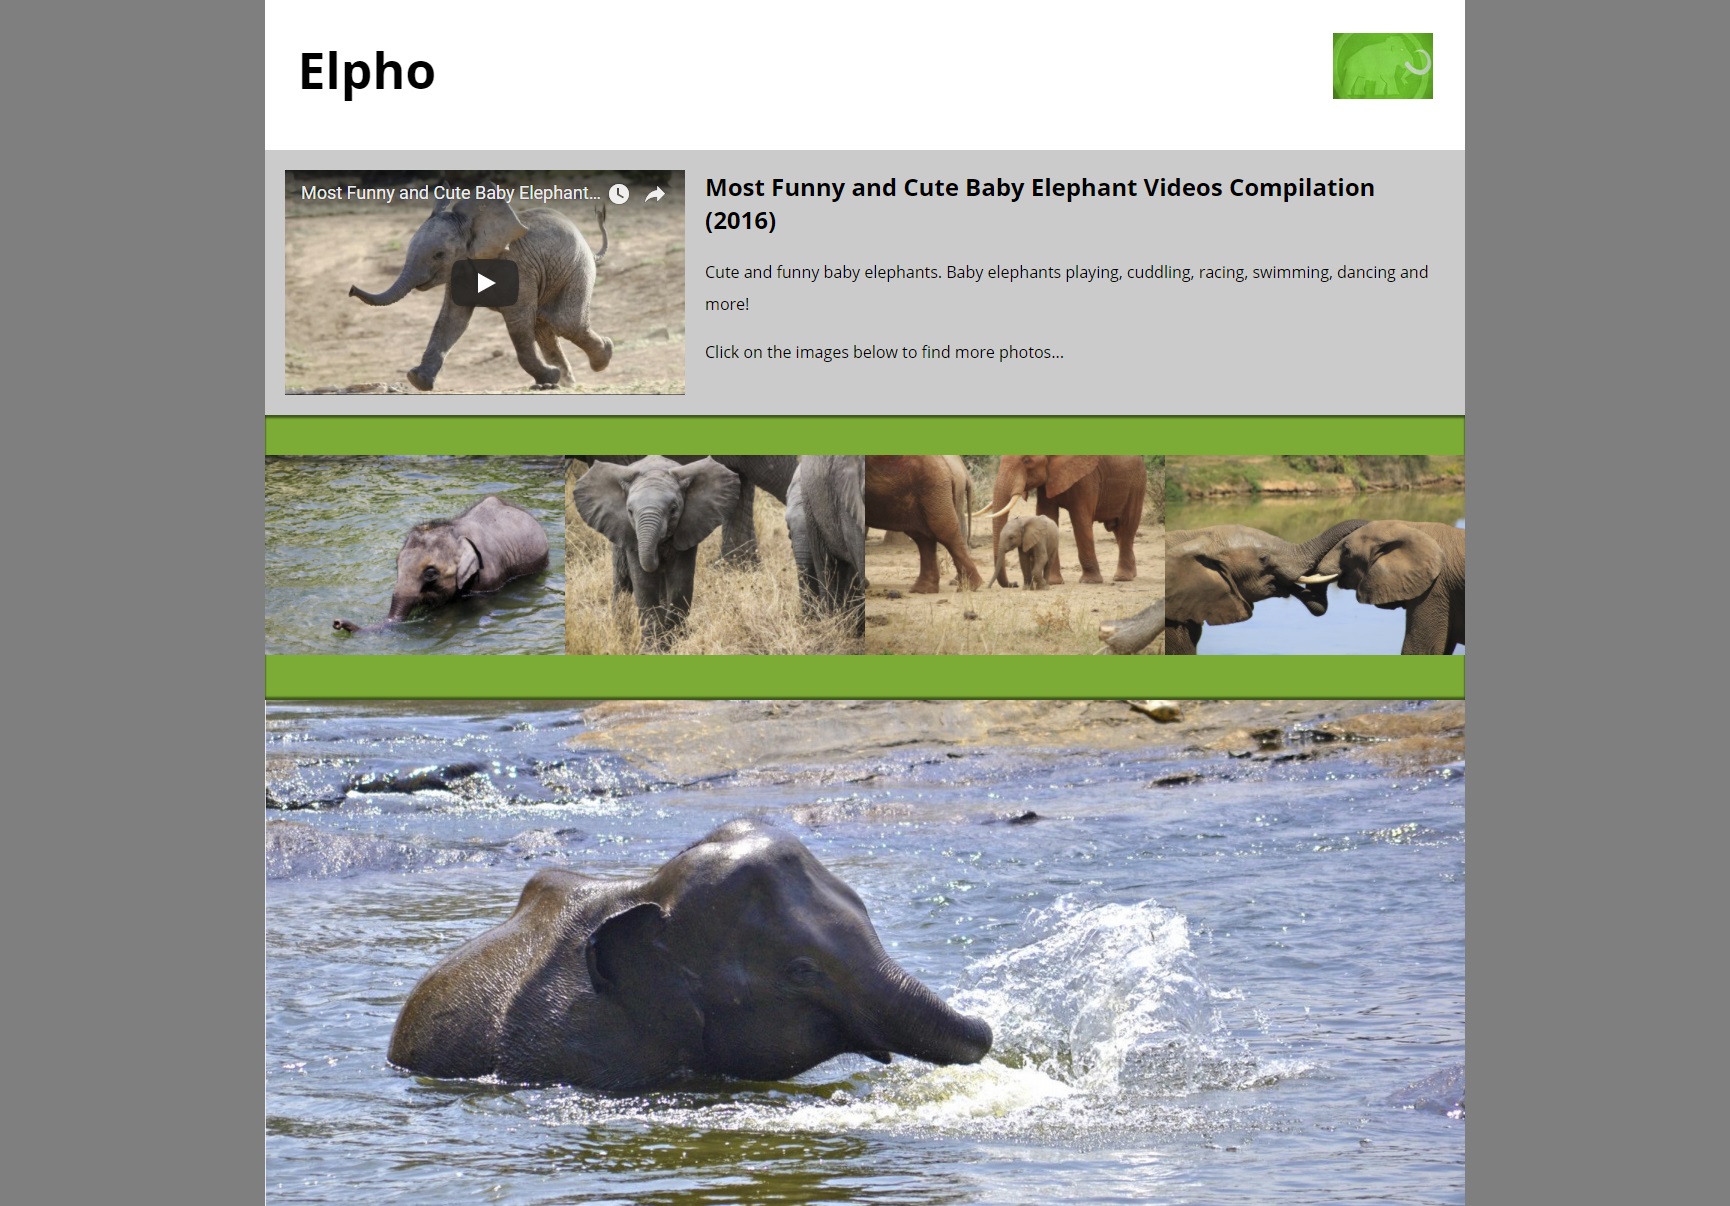 Elpho
Most Funny and Cute Baby Elephant...
Most Funny and Cute Baby Elephant Videos Compilation
(2016)
Cute and funny baby elephants. Baby elephants playing, cuddling, racing, swimming, dancing and
more!
Click on the images below to find more photos...